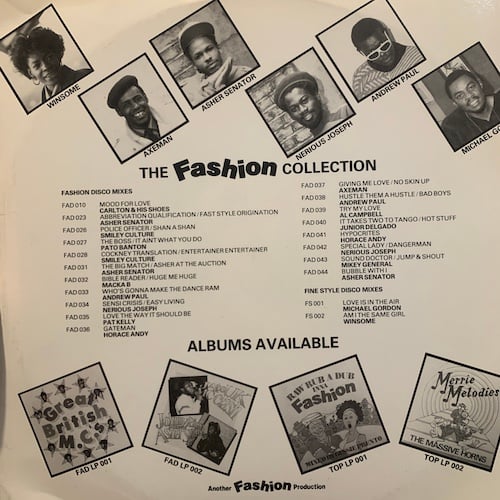 WINSOME
AXEMAN
ASHER SENATOR
NERIOUS JOSEPH
ANDREW PAUL
MICHAEL GO
THE Fashion COLLECTION
FASHION DISCO MIXES
FAD 010 MOOD FOR LOVE
CARLTON & HIS SHOES
FAD 023 ABBREVIATION QUALIFICATION / FAST STYLE ORIGINATION
ASHER SENATOR
FAD 026 POLICE OFFICER / SHAN A SHAN
SMILEY CULTURE
FAD 027 THE BOSS / IT AINT WHAT YOU DO
PATO BANTON
FAD 028 COCKNEY TRANSLATION / ENTERTAINER ENTERTAINER
SMILEY CULTURE
FAD 031 THE BIG MATCH / ASHER AT THE AUCTION
ASHER SENATOR
FAD 032 BIBLE READER / HUG ME HUGE
MACKA B
FAD 033 WHO'S GONNA MAKE THE DANCE RAM
ANDREW PAUL
FAD 034 SENSI CRISIS / EASY LIVING
NERIOUS JOSEPH
FAD 035 LOVE THE WAY IT SHOULD BE
PAT KELLY
FAD 036 GATEMAN
HORACE ANDY
FAD 037 GIVING ME LOVE / NO SKIN UP
AXEMAN
FAD 038 HUSTLE THEM A HUSTLE / BAD BOYS
ANDREW PAUL
FAD 039 TRY MY LOVE
AL CAMPBELL
FAD 040 IT TAKES TWO TO TANGO / HOT STUFF
JUNIOR DELGADO
FAD 041 HYPOCRITES
HORACE ANDY
FAD 042 SPECIAL LADY / DANGERMAN
NERIOUS JOSEPH
FAD 043 SOUND DOCTOR / JUMP & SHOUT
MIKEY GENERAL
FAD 044 BUBBLE WITH I
ASHER SENATOR
FINE STYLE DISCO MIXES
FS 001 LOVE IS IN THE AIR
MICHAEL GORDON
FS 002 AM I THE SAME GIRL
WINSOME
ALBUMS AVAILABLE
Great
British
M.C.'s
FAD LP 001
FAD LP 002
RAW RUB A DUB
INNA
Fashion
TOP LP 001
Merrie
Melodies
THE MASSIVE HORNS
TOP LP 002
Another Fashion Production